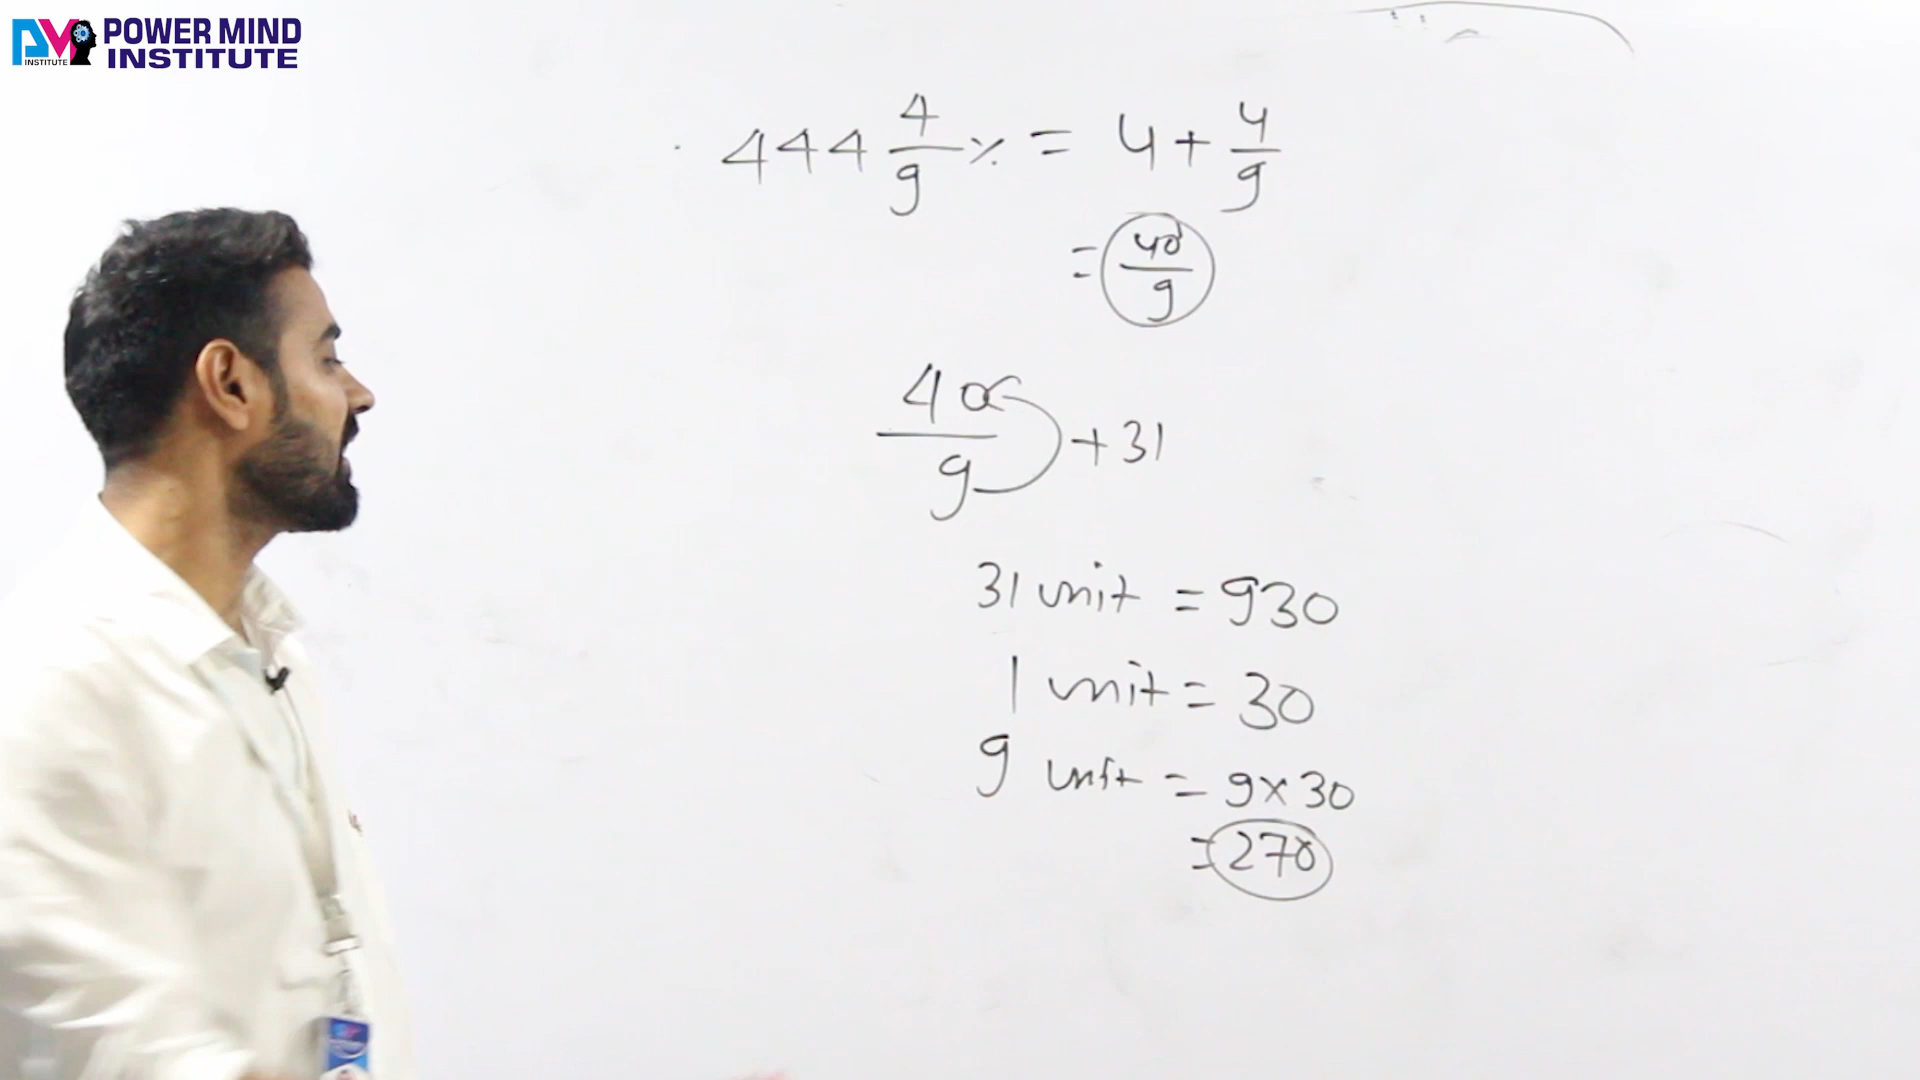 POWER MIND
INSTITUTE
INSTITUTE
444 4/9 % = 4 + 4/9
= 40/9
40/9 + 31
31 unit = 930
1 unit = 30
9 unit = 9 x 30
= 270